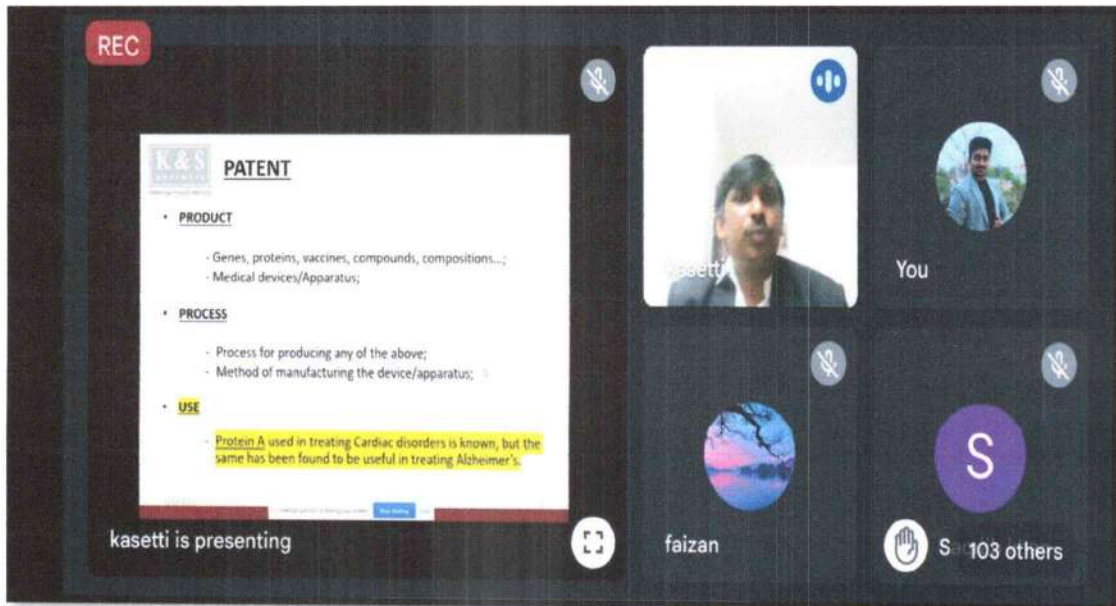 REC
K & S
PATENT
• PRODUCT
- Genes, proteins, vaccines, compounds, compositions...;
- Medical devices/Apparatus;
• PROCESS
- Process for producing any of the above;
- Method of manufacturing the device/apparatus;
• USE
- Protein A used in treating Cardiac disorders is known, but the
same has been found to be useful in treating Alzheimer's.
kasetti is presenting
kasetti
You
faizan
S
103 others